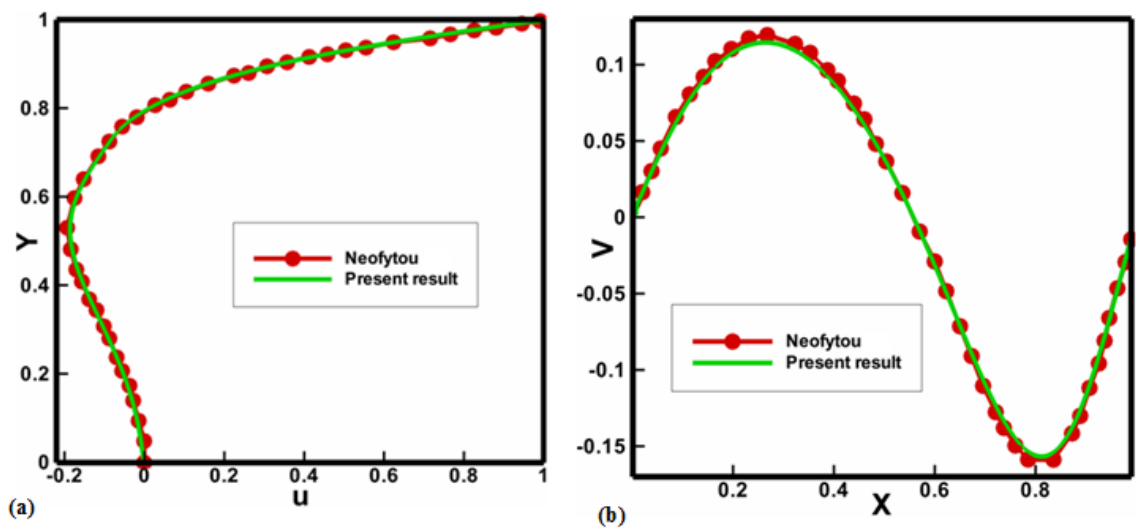 1
0.8
0.6
0.4
0.2
0
Y
-0.2 0 0.2 0.4 0.6 0.8 1
u
Neofytou
Present result
(a)
0.1
0.05
0
-0.05
-0.1
-0.15
V
0.2 0.4 0.6 0.8
X
Neofytou
Present result
(b)